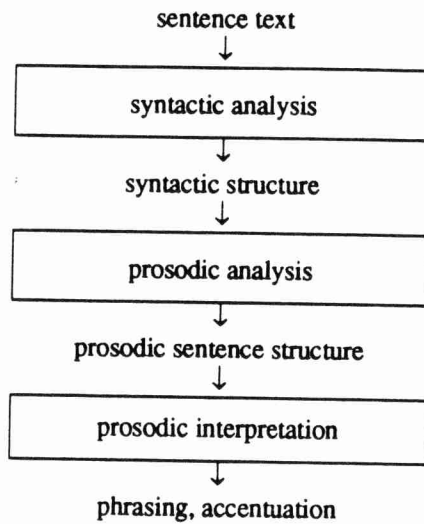 sentence text
syntactic analysis
syntactic structure
prosodic analysis
prosodic sentence structure
prosodic interpretation
phrasing, accentuation